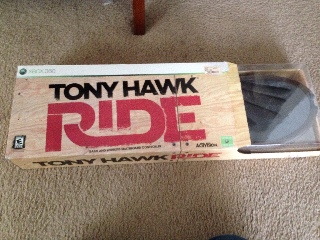 XBOX 360
TONY HAWK
RIDE
ACTIVISION
TONY HAWK RIDE